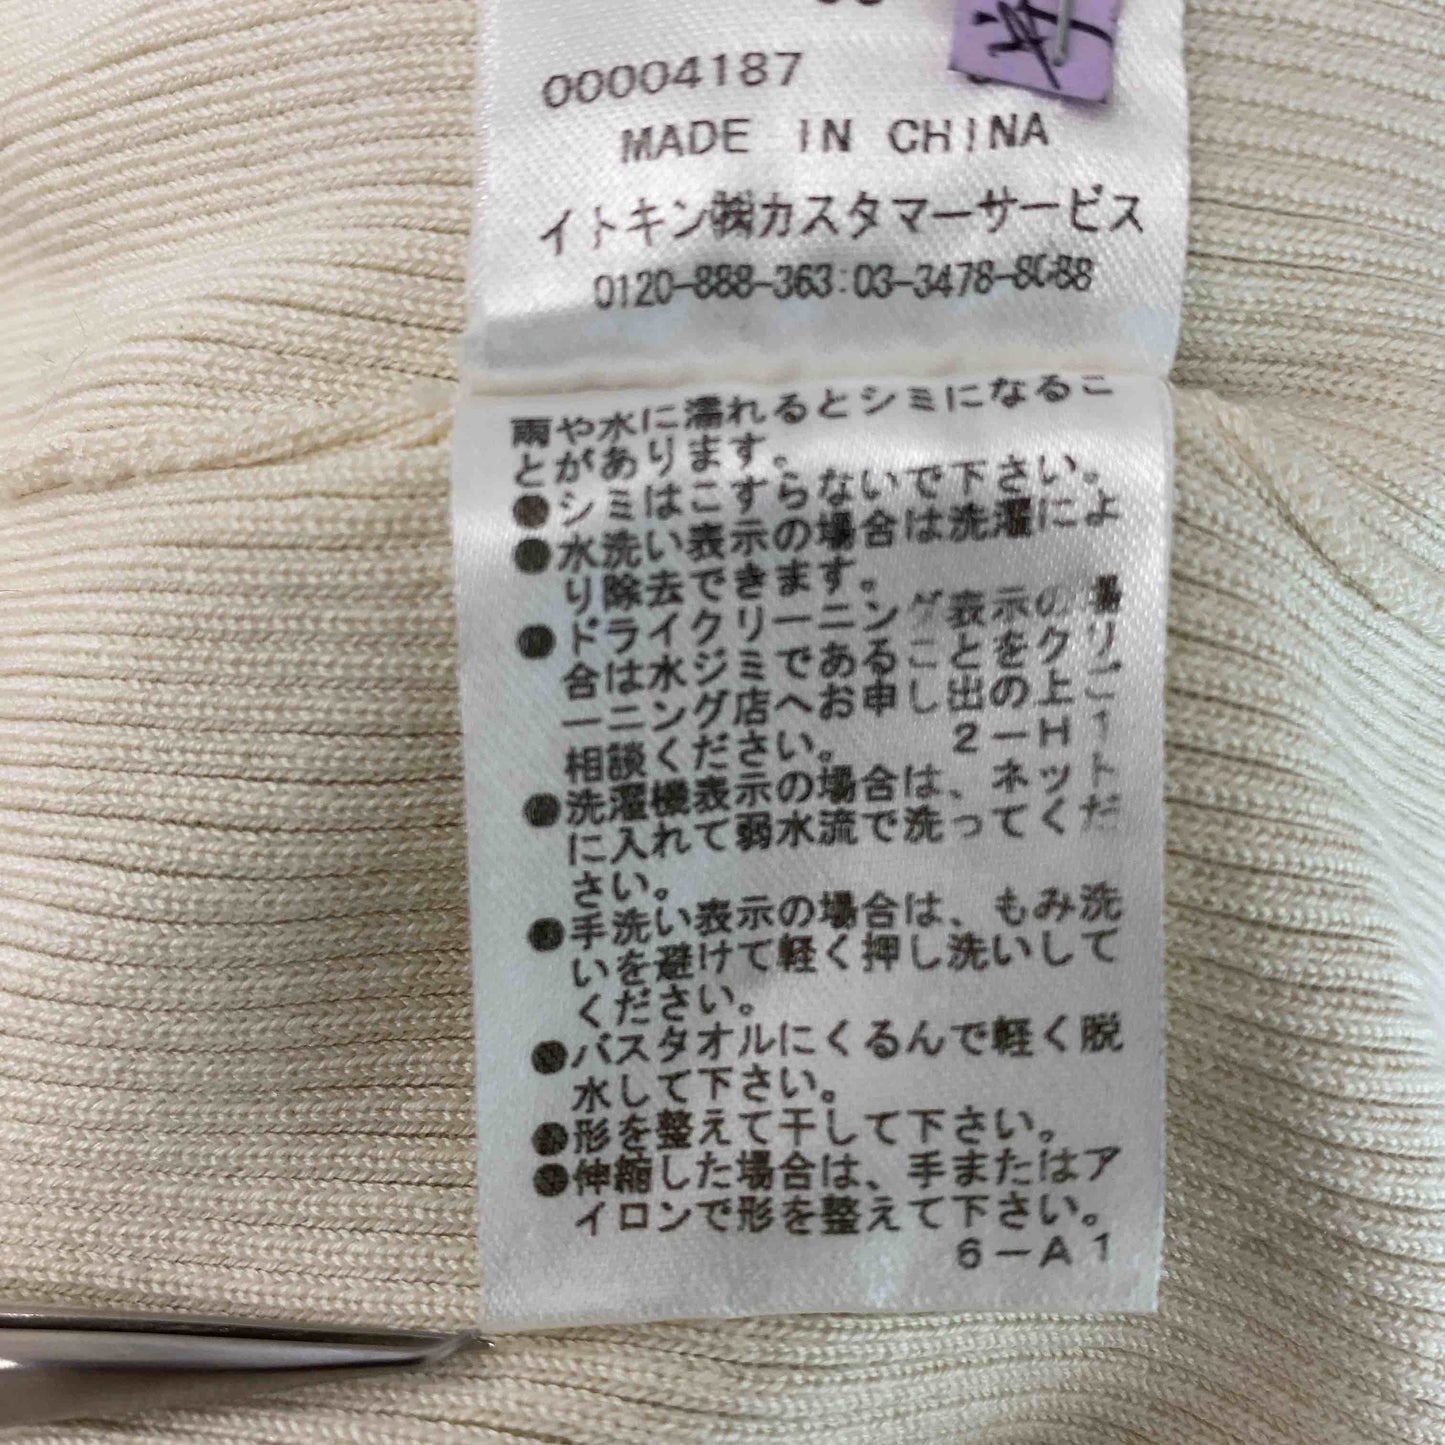 00004187
MADE IN CHINA
イトキン㈱カスタマーサービス
0120-888-363:03-3478-8088
雨や水に濡れるとシミになるこ
とがあります。
●シミはこすらないで下さい。
●水洗い表示の場合は洗濯によ
り除去できます。
●ドライクリーニング表示の場
合は水ジミであることをクリ
ーニング店へお申し出の上ご
相談ください。 2-H1
●洗濯機表示の場合は、ネット
に入れて弱水流で洗ってくだ
さい。
●手洗い表示の場合は、もみ洗
いを避けて軽く押し洗いして
ください。
●バスタオルにくるんで軽く脱
水して下さい。
●形を整えて干して下さい。
●伸縮した場合は、手またはア
イロンで形を整えて下さい。
6-A1